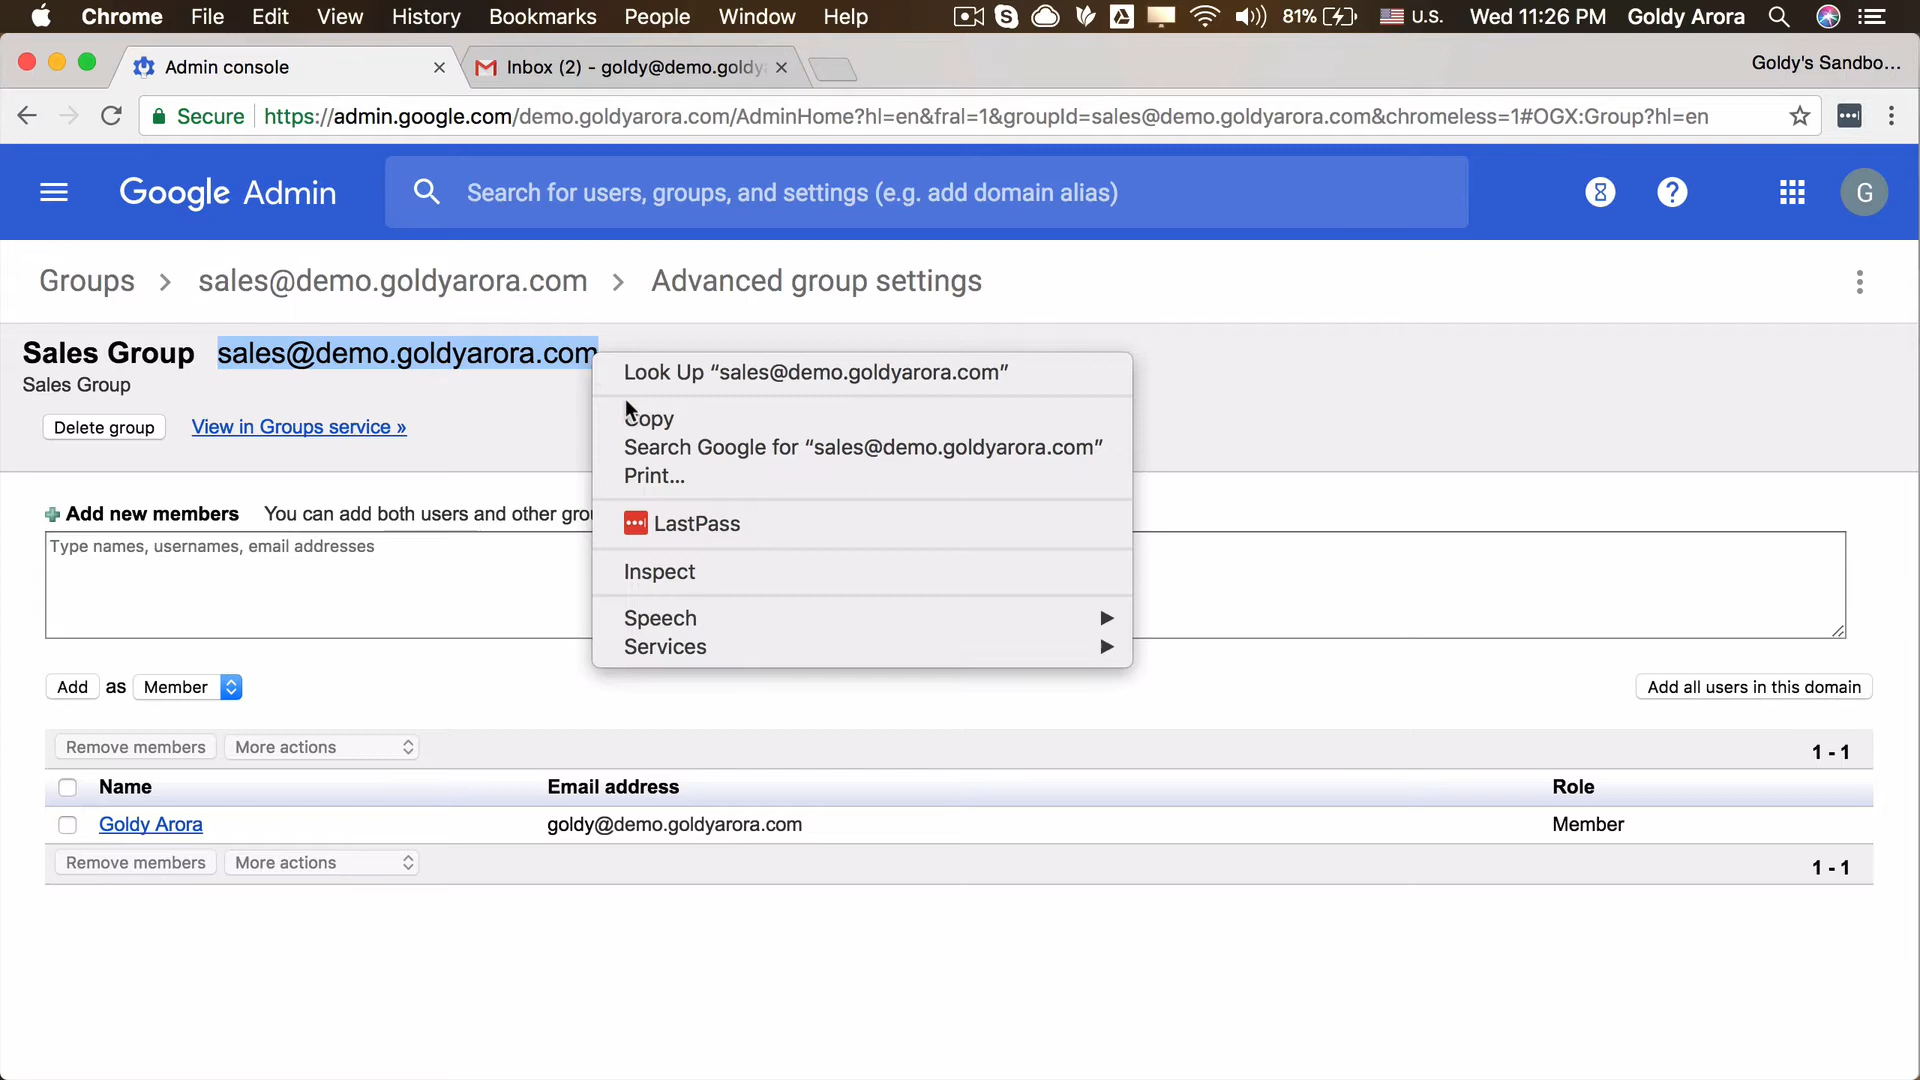 Chrome File Edit View History Bookmarks People Window Help 81% U.S. Wed 11:26 PM Goldy Arora
Admin console Inbox (2) - goldy@demo.goldy Goldy's Sandbo...
Secure https://admin.google.com/demo.goldyarora.com/AdminHome?hl=en&fral=1&groupId=sales@demo.goldyarora.com&chromeless=1#OGX:Group?hl=en
Google Admin Search for users, groups, and settings (e.g. add domain alias) G
Groups > sales@demo.goldyarora.com > Advanced group settings
Sales Group sales@demo.goldyarora.com
Sales Group
Delete group View in Groups service »
Look Up “sales@demo.goldyarora.com”
Copy
Search Google for “sales@demo.goldyarora.com”
Print...
LastPass
Inspect
Speech
Services
Add new members You can add both users and other gro
Type names, usernames, email addresses
Add as Member Add all users in this domain
Remove members More actions 1 - 1
Name Email address Role
Goldy Arora goldy@demo.goldyarora.com Member
Remove members More actions 1 - 1